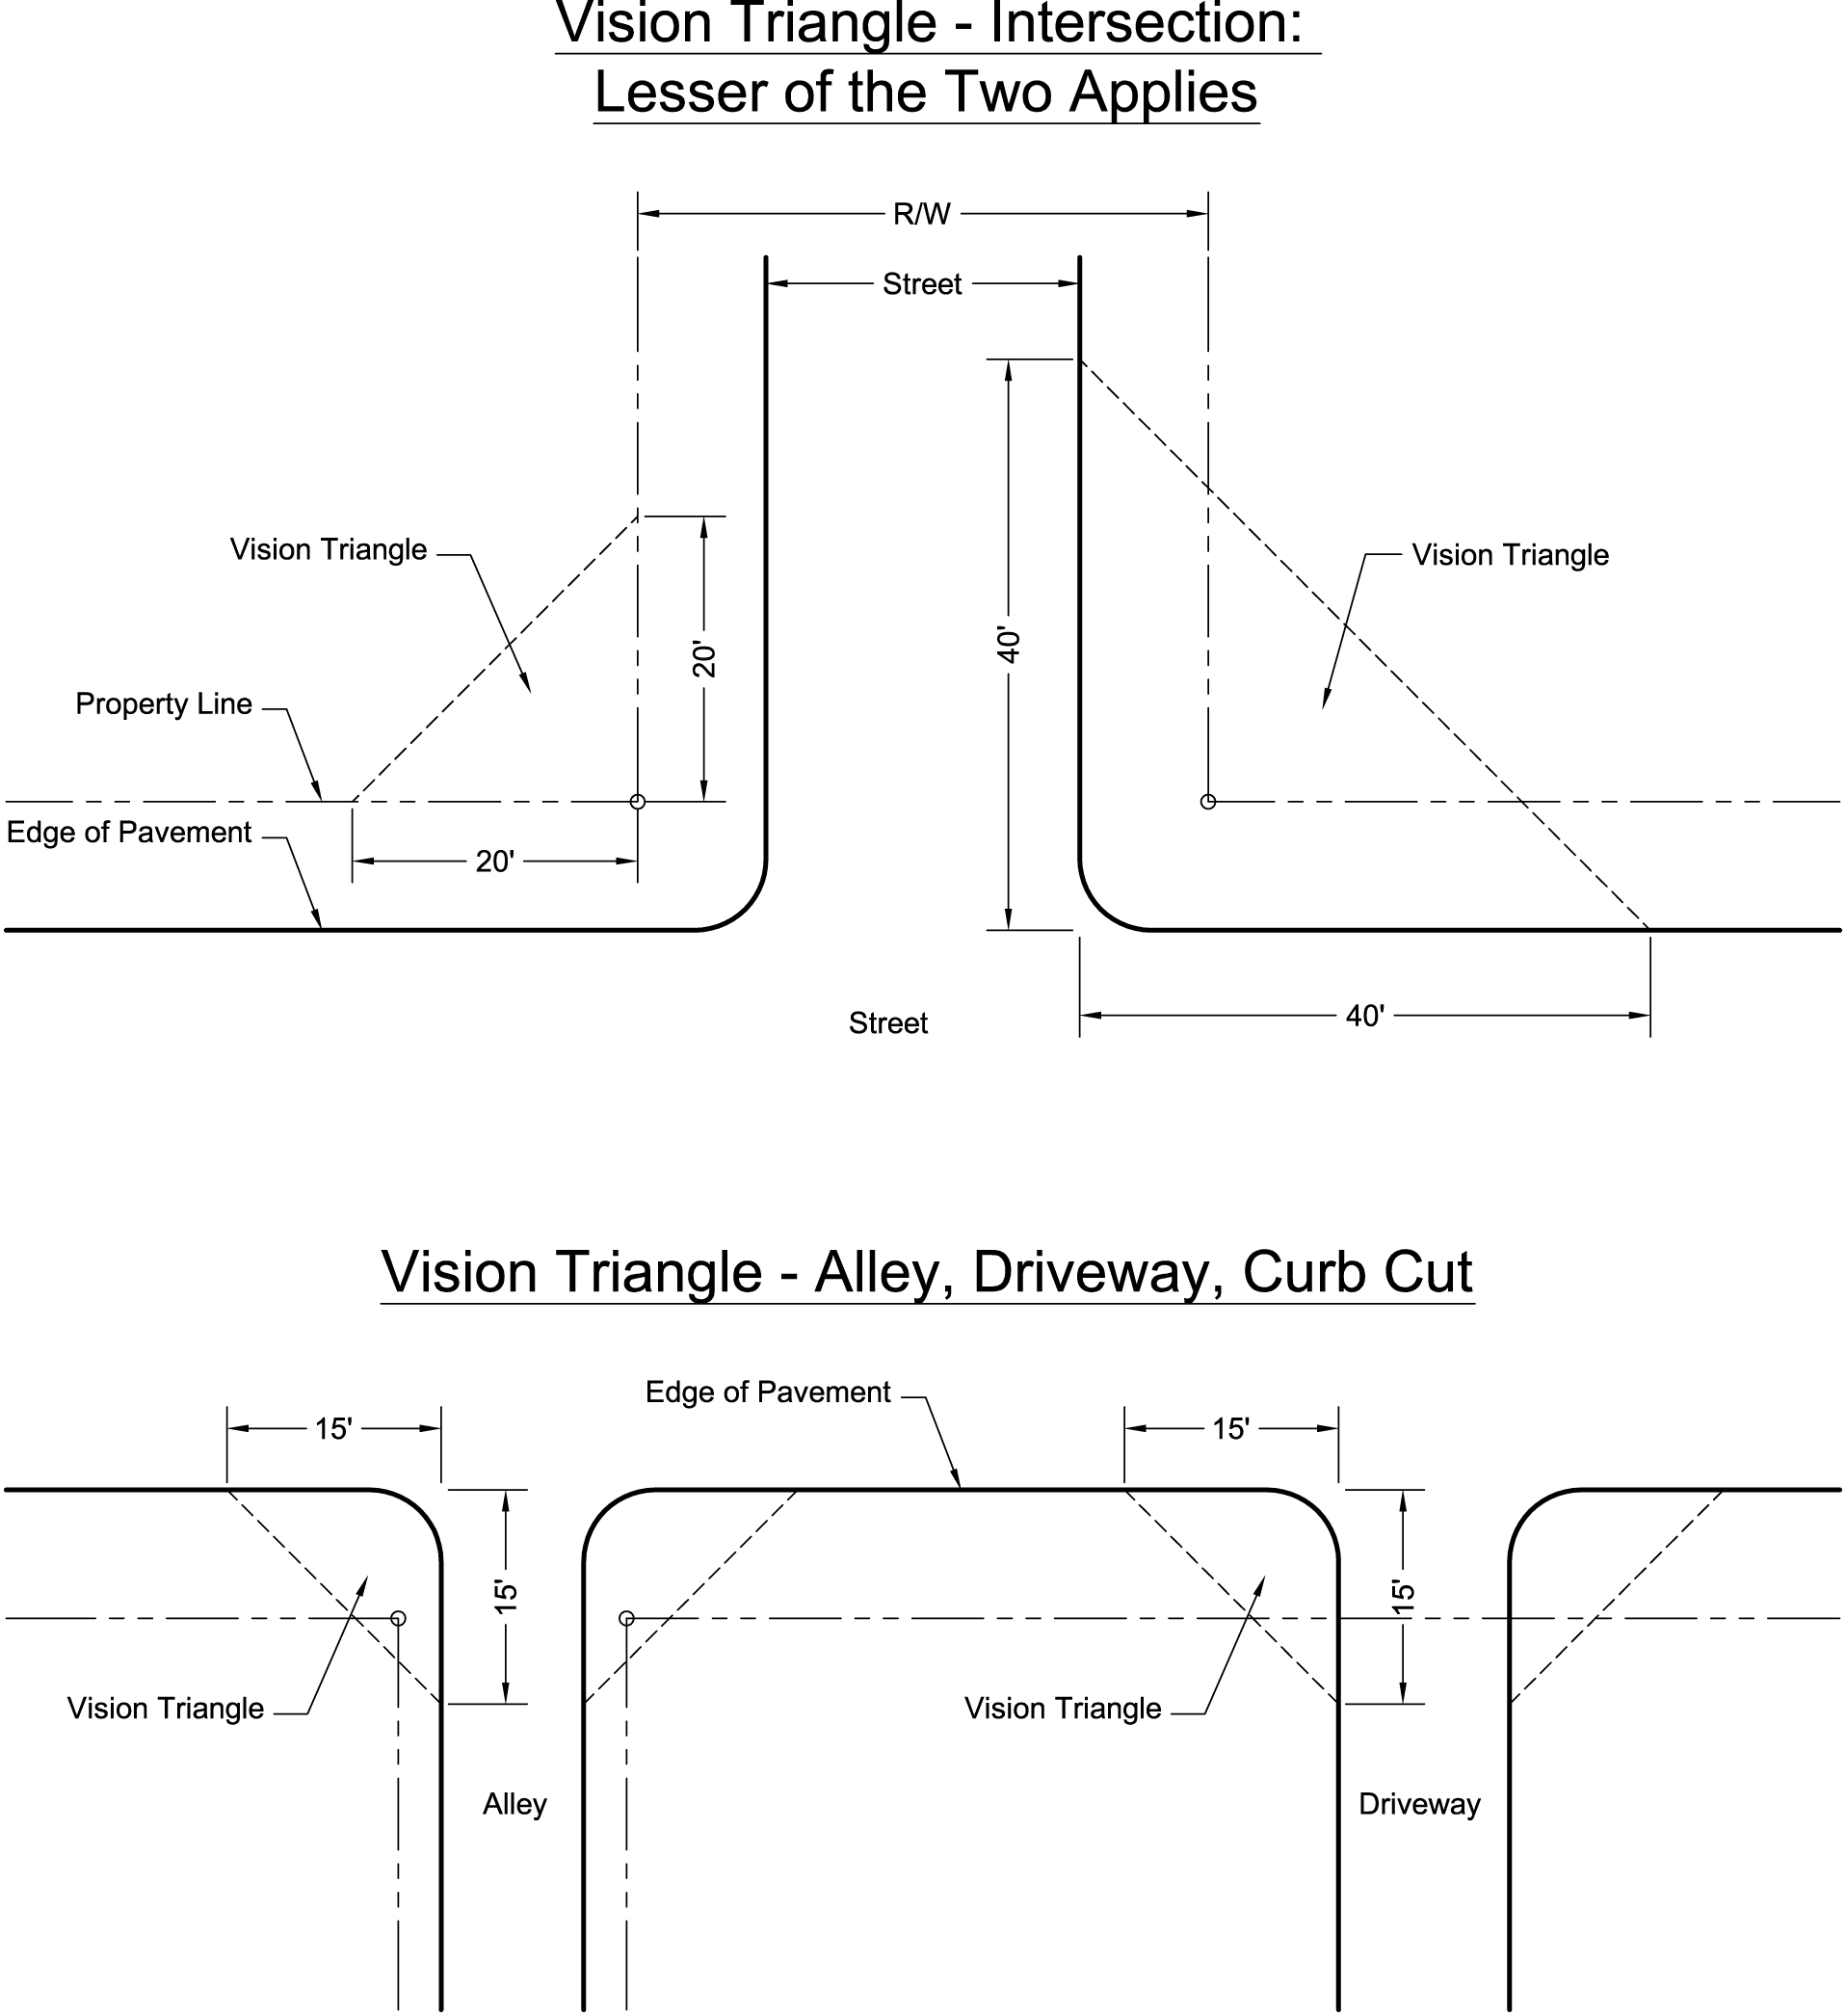 Vision Triangle - Intersection:
Lesser of the Two Applies
R/W
Street
Vision Triangle
Vision Triangle
20'
40'
Property Line
Edge of Pavement
20'
Street
40'
Vision Triangle - Alley, Driveway, Curb Cut
Edge of Pavement
15'
15'
15'
15'
Vision Triangle
Vision Triangle
Alley
Driveway